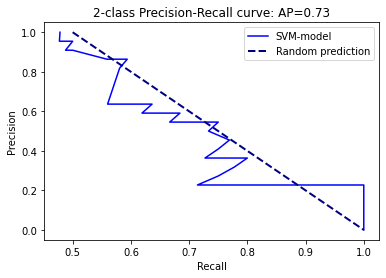 2-class Precision-Recall curve: AP=0.73
SVM-model
Random prediction
Precision
1.0
0.8
0.6
0.4
0.2
0.0
0.5 0.6 0.7 0.8 0.9 1.0
Recall